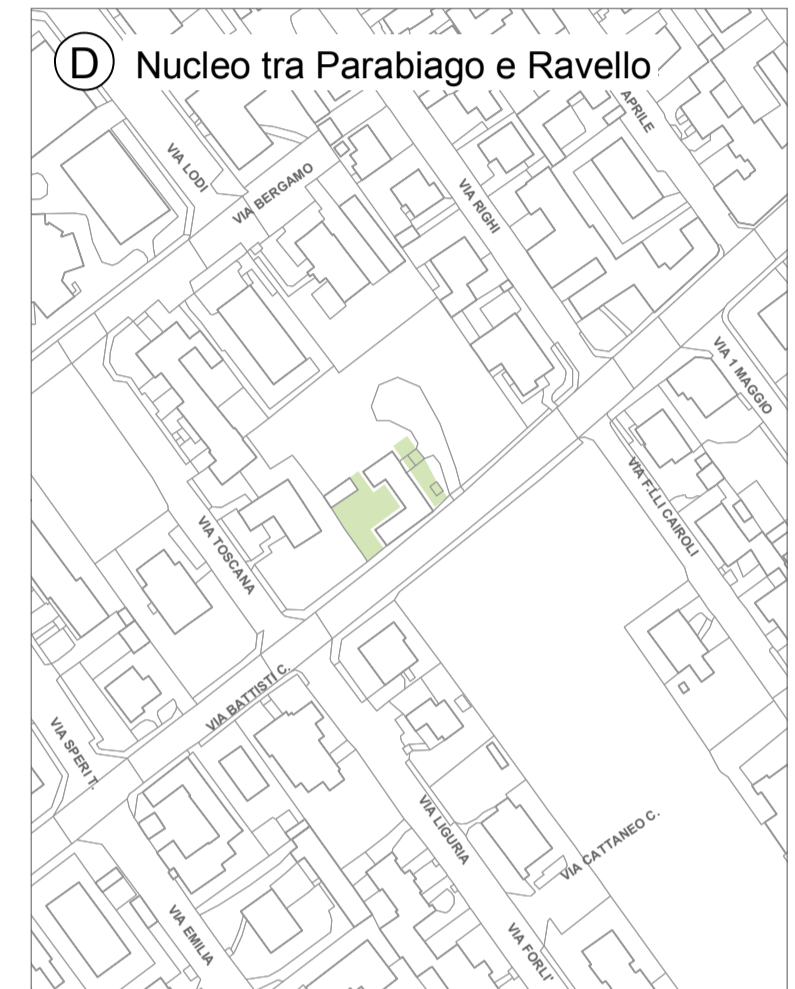 D Nucleo tra Parabiago e Ravello
APRILE
VIA LODI
VIA BERGAMO
VIA RIGHI
VIA 1 MAGGIO
VIA F.LLI CAIROLI
VIA TOSCANA
VIA BATTISTI C.
VIA SPERI T.
VIA LIGURIA
VIA CATTANEO C.
VIA EMILIA
VIA FORLI'